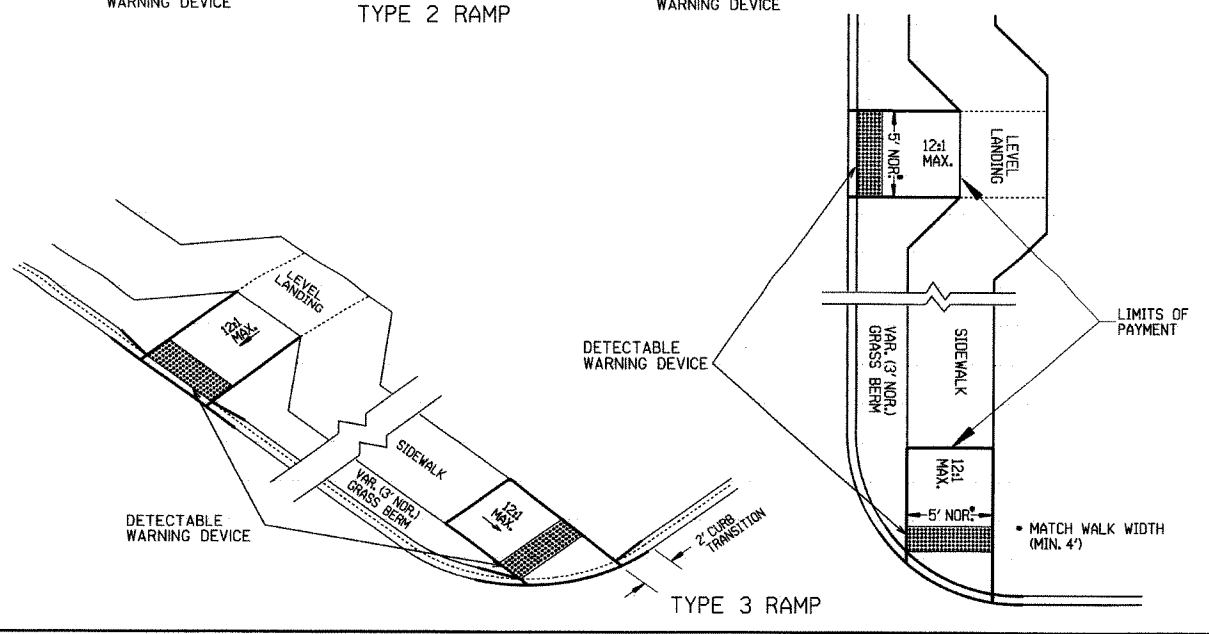 WARNING DEVICE
TYPE 2 RAMP
WARNING DEVICE
LEVEL
LANDING
12:1
MAX.
SIDEWALK
VAR. (3' NOR.)
GRASS BERM
12:1
MAX.
DETECTABLE
WARNING DEVICE
2' CURB
TRANSITION
TYPE 3 RAMP
5' NOR.*
12:1
MAX.
LEVEL
LANDING
DETECTABLE
WARNING DEVICE
VAR. (3' NOR.)
GRASS BERM
SIDEWALK
LIMITS OF
PAYMENT
12:1
MAX.
5' NOR.*
* MATCH WALK WIDTH
(MIN. 4')